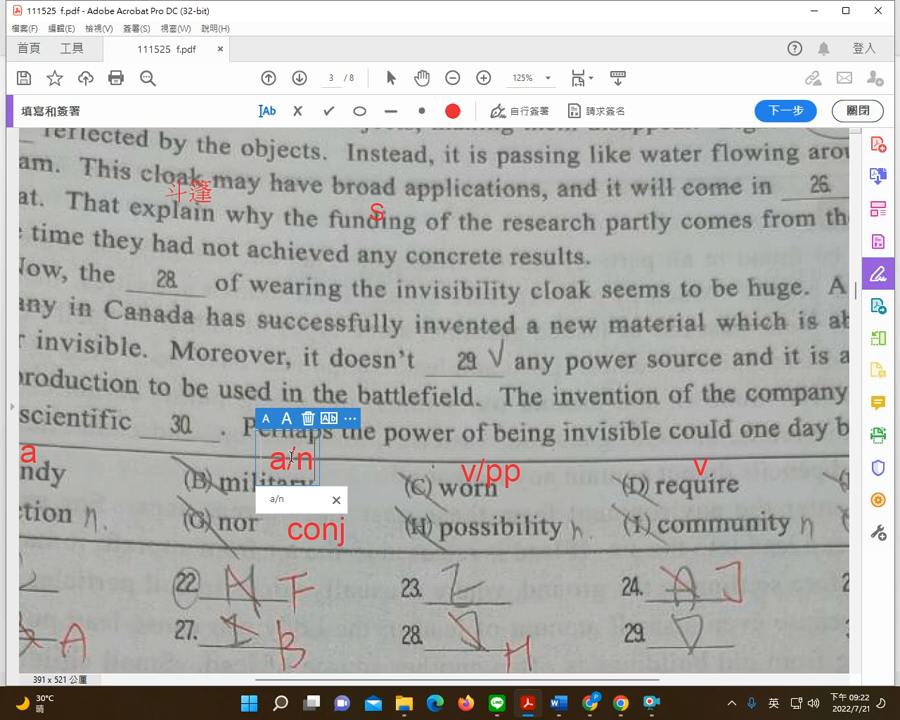 111525 f.pdf - Adobe Acrobat Pro DC (32-bit)
檔案(F) 編輯(E) 檢視(V) 簽署(S) 視窗(W) 說明(H)
首頁 工具 111525 f.pdf × 登入
3 / 8 125%
填寫和簽署 Ab 自行簽署 請求簽名 下一步 關閉
reflected by the objects. Instead, it is passing like water flowing arou
am. This cloak may have broad applications, and it will come in 26.
斗篷 s
at. That explain why the funding of the research partly comes from th
time they had not achieved any concrete results.
Now, the 28. of wearing the invisibility cloak seems to be huge. A
any in Canada has successfully invented a new material which is ab
r invisible. Moreover, it doesn't 29. V any power source and it is a
production to be used in the battlefield. The invention of the company
scientific 30. . Perhaps the power of being invisible could one day b
A A Ab ...
a a/n v/pp v
ndy (B) military (C) worn (D) require
a/n ×
ction n. (G) nor conj (H) possibility n. (I) community n
22. F 23. 24. A J 2
A 27. I B 28. H 29. D
391 x 521 公厘
30°C
晴
英
下午 09:22
2022/7/21